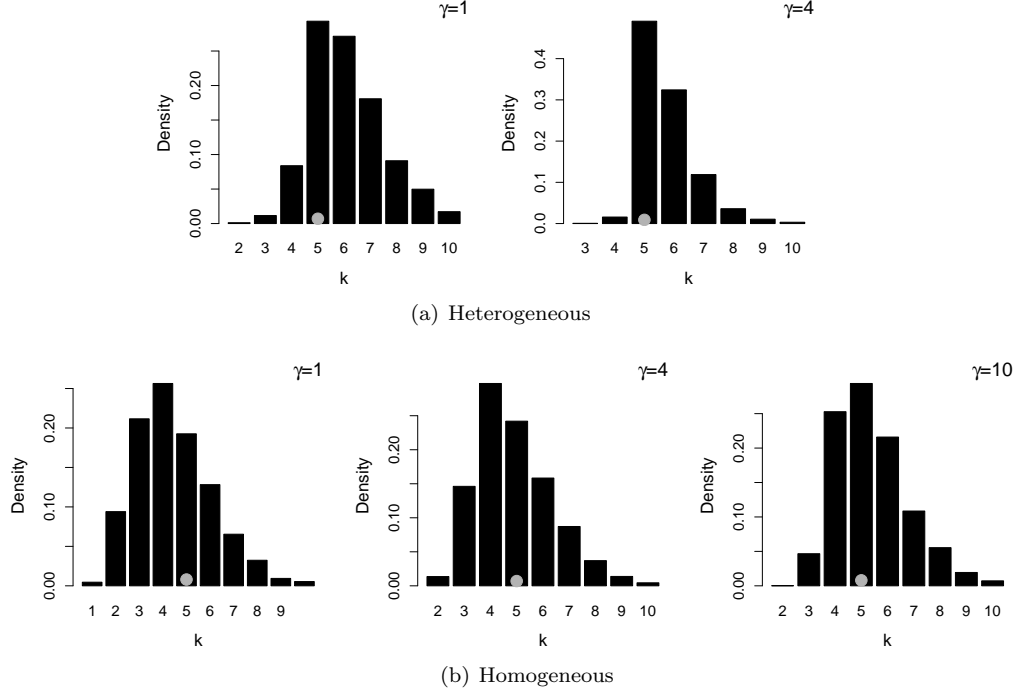 γ=1
Density
0.00
0.10
0.20
2 3 4 5 6 7 8 9 10
k
γ=4
Density
0.0
0.1
0.2
0.3
0.4
3 4 5 6 7 8 9 10
k
(a) Heterogeneous
γ=1
Density
0.00
0.10
0.20
1 2 3 4 5 6 7 8 9
k
γ=4
Density
0.00
0.10
0.20
2 3 4 5 6 7 8 9 10
k
γ=10
Density
0.00
0.10
0.20
2 3 4 5 6 7 8 9 10
k
(b) Homogeneous